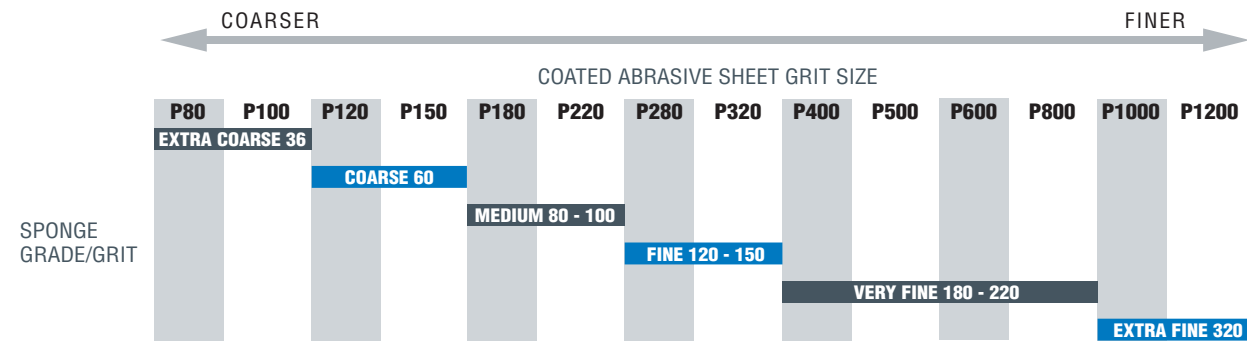 COARSER FINER
COATED ABRASIVE SHEET GRIT SIZE
P80 P100 P120 P150 P180 P220 P280 P320 P400 P500 P600 P800 P1000 P1200
EXTRA COARSE 36
COARSE 60
MEDIUM 80 - 100
SPONGE
GRADE/GRIT
FINE 120 - 150
VERY FINE 180 - 220
EXTRA FINE 320